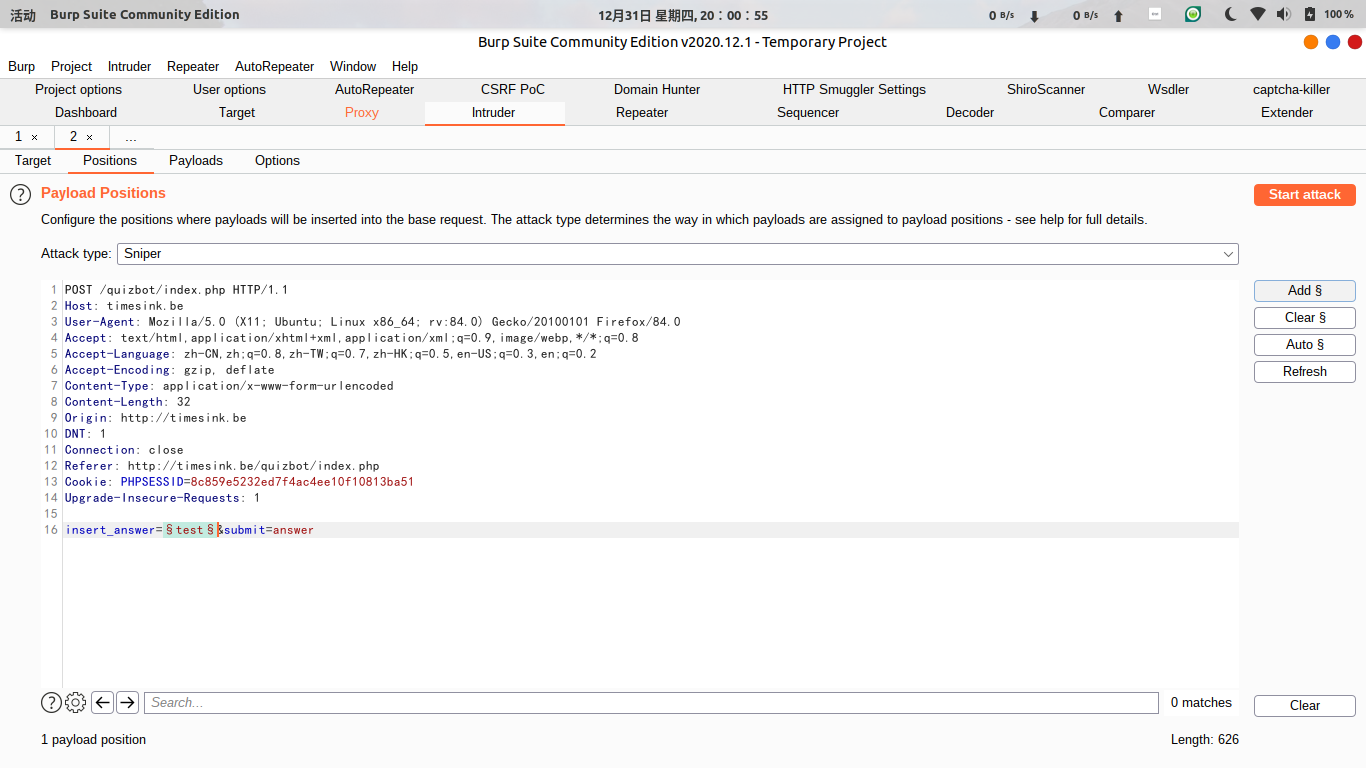 活动 Burp Suite Community Edition 12月31日 星期四, 20：00：55 0 B/s 0 B/s 100 %
Burp Suite Community Edition v2020.12.1 - Temporary Project
Burp Project Intruder Repeater AutoRepeater Window Help
Project options User options AutoRepeater CSRF PoC Domain Hunter HTTP Smuggler Settings ShiroScanner Wsdler captcha-killer
Dashboard Target Proxy Intruder Repeater Sequencer Decoder Comparer Extender
1 × 2 × ...
Target Positions Payloads Options
? Payload Positions Start attack
Configure the positions where payloads will be inserted into the base request. The attack type determines the way in which payloads are assigned to payload positions - see help for full details.
Attack type: Sniper
1 POST /quizbot/index.php HTTP/1.1
2 Host: timesink.be
3 User-Agent: Mozilla/5.0 (X11; Ubuntu; Linux x86_64; rv:84.0) Gecko/20100101 Firefox/84.0
4 Accept: text/html,application/xhtml+xml,application/xml;q=0.9,image/webp,*/*;q=0.8
5 Accept-Language: zh-CN,zh;q=0.8,zh-TW;q=0.7,zh-HK;q=0.5,en-US;q=0.3,en;q=0.2
6 Accept-Encoding: gzip, deflate
7 Content-Type: application/x-www-form-urlencoded
8 Content-Length: 32
9 Origin: http://timesink.be
10 DNT: 1
11 Connection: close
12 Referer: http://timesink.be/quizbot/index.php
13 Cookie: PHPSESSID=8c859e5232ed7f4ac4ee10f10813ba51
14 Upgrade-Insecure-Requests: 1
15
16 insert_answer=§test§&submit=answer
Add §
Clear §
Auto §
Refresh
? Search... 0 matches Clear
1 payload position Length: 626